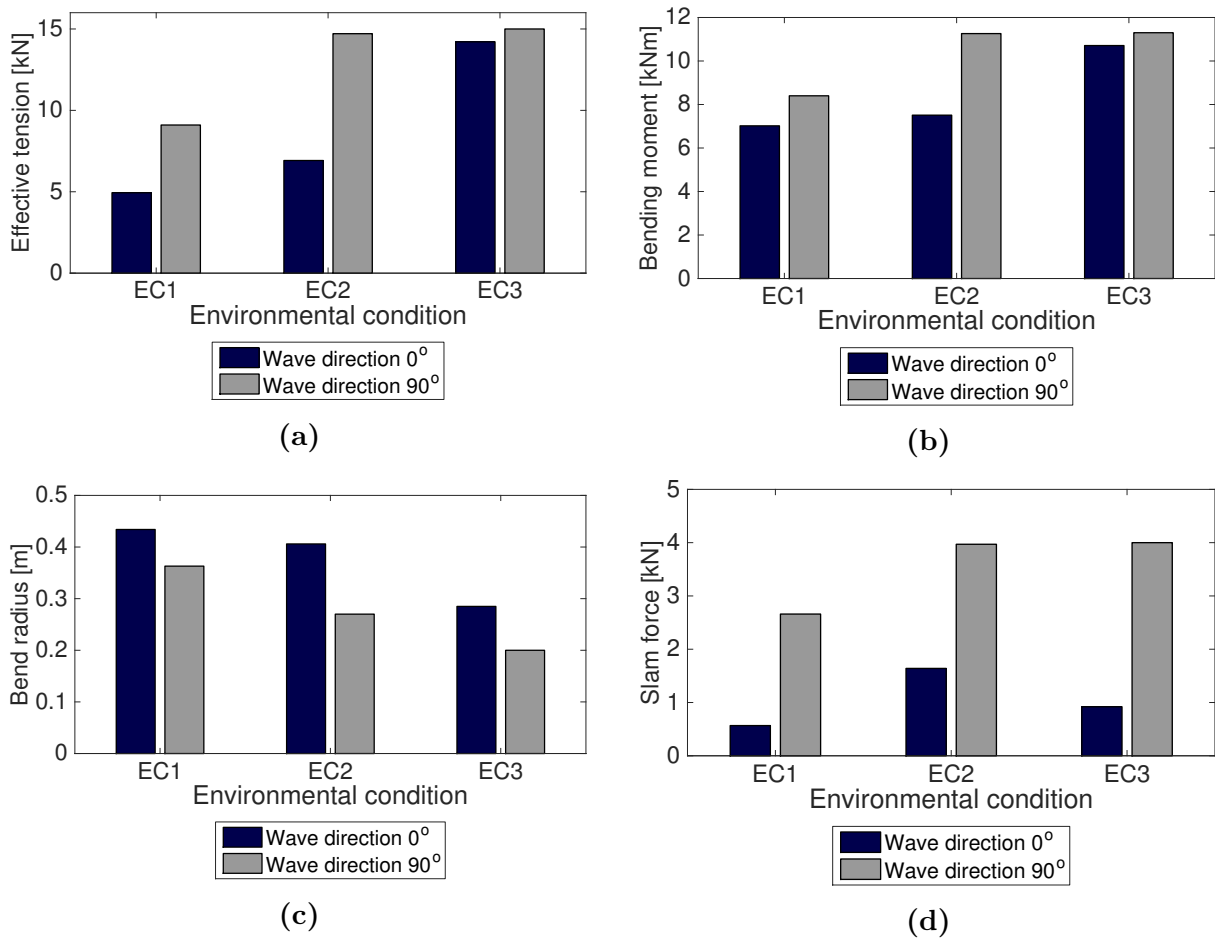 Effective tension [kN]
15
10
5
0
EC1 EC2 EC3
Environmental condition
Wave direction 0°
Wave direction 90°
(a)
Bending moment [kNm]
12
10
8
6
4
2
0
EC1 EC2 EC3
Environmental condition
Wave direction 0°
Wave direction 90°
(b)
Bend radius [m]
0.5
0.4
0.3
0.2
0.1
0
EC1 EC2 EC3
Environmental condition
Wave direction 0°
Wave direction 90°
(c)
Slam force [kN]
5
4
3
2
1
0
EC1 EC2 EC3
Environmental condition
Wave direction 0°
Wave direction 90°
(d)